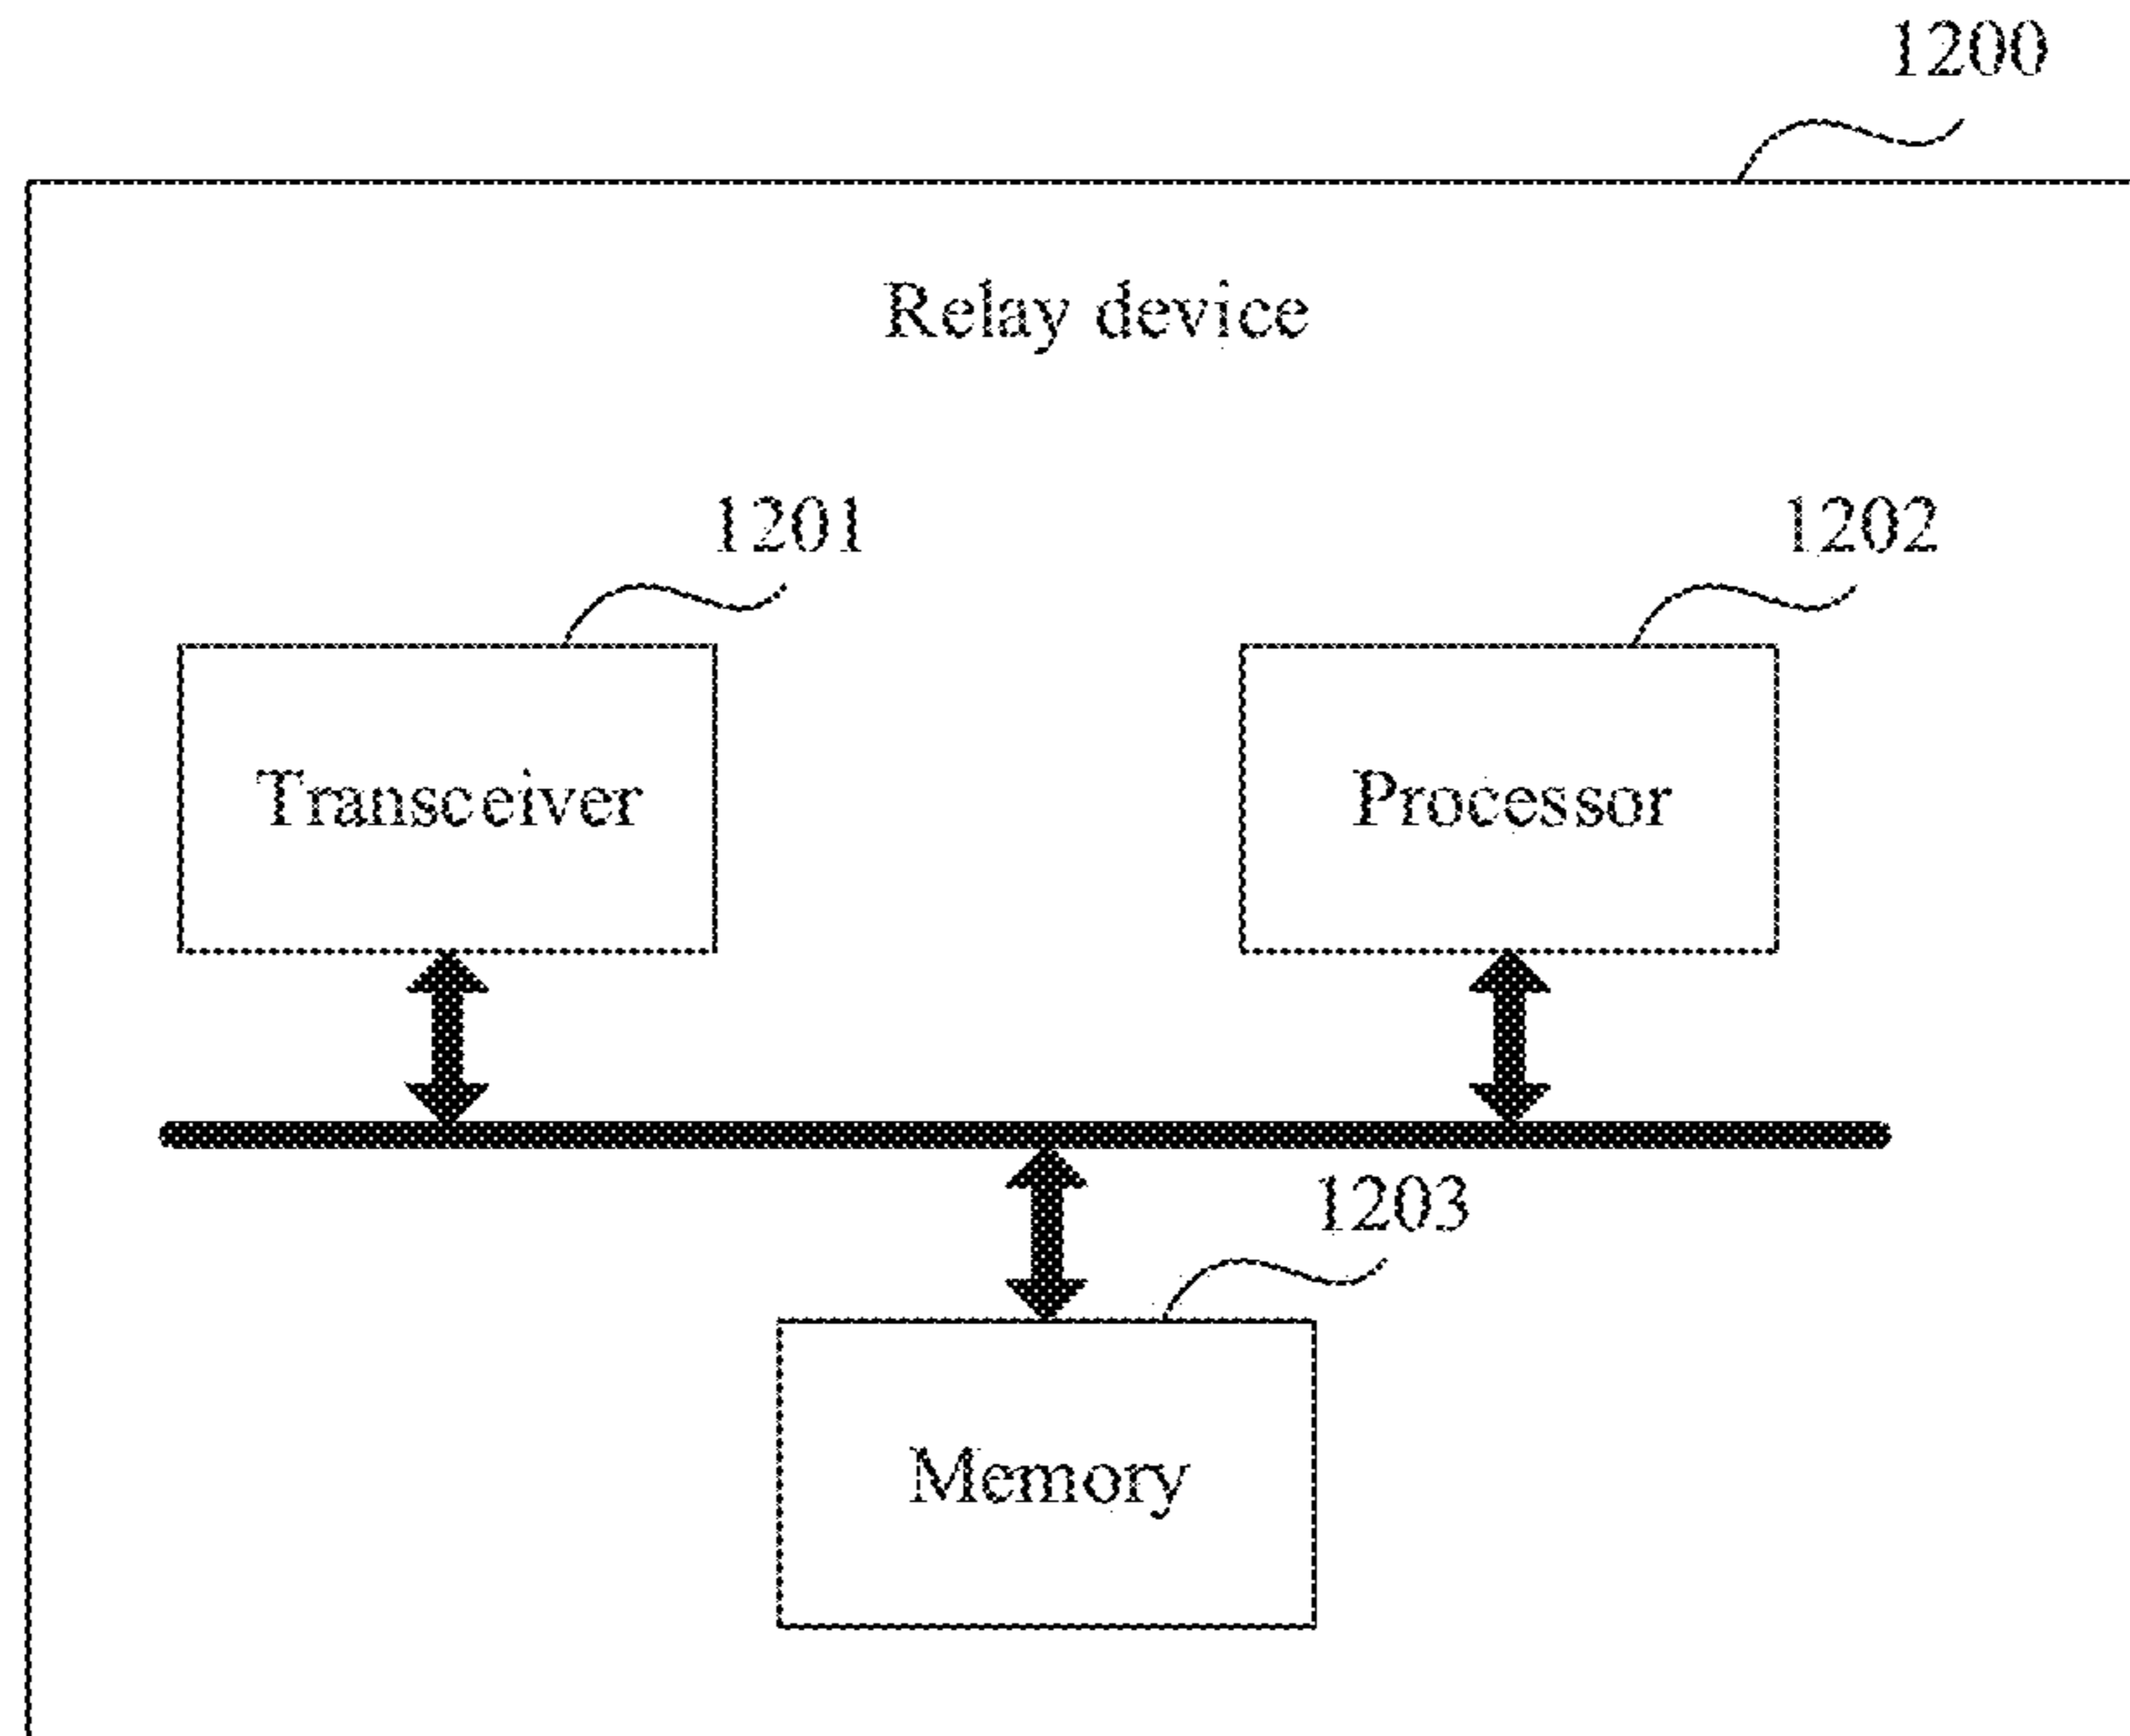 1200
Relay device
1201
1202
Transceiver
Processor
1203
Memory